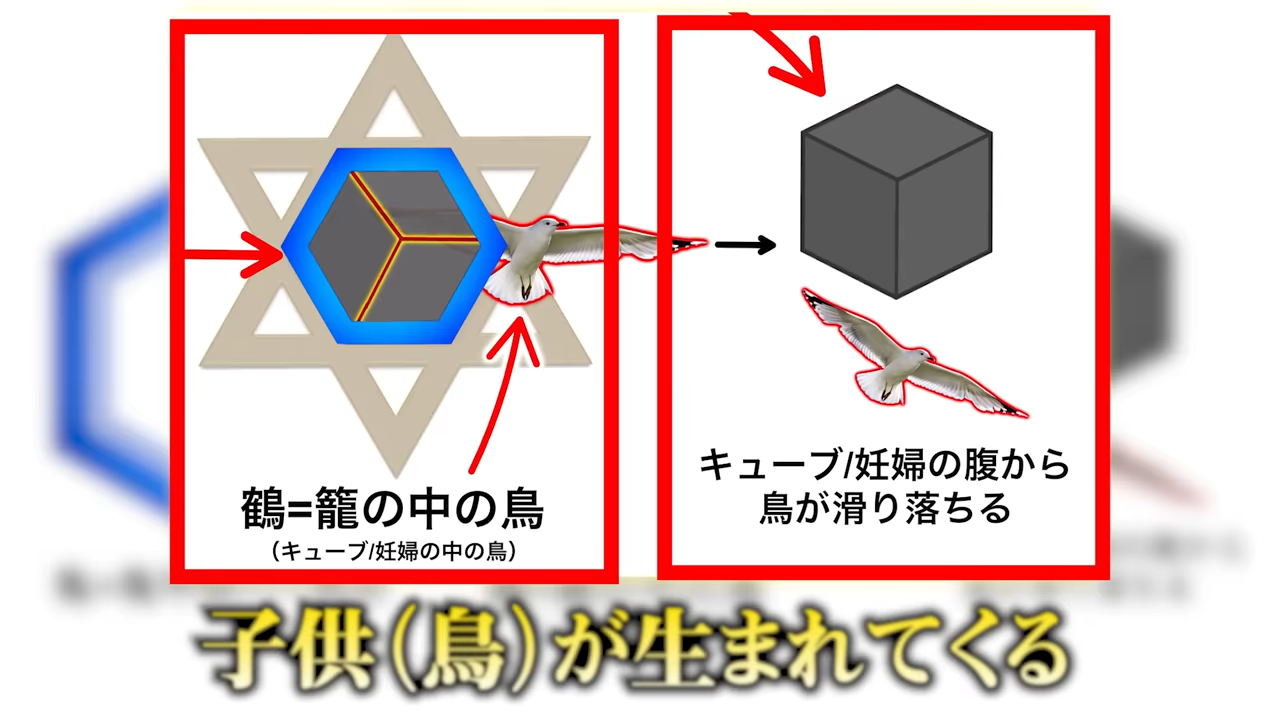 鶴=籠の中の鳥
（キューブ/妊婦の中の鳥）
キューブ/妊婦の腹から
鳥が滑り落ちる
子供（鳥）が生まれてくる